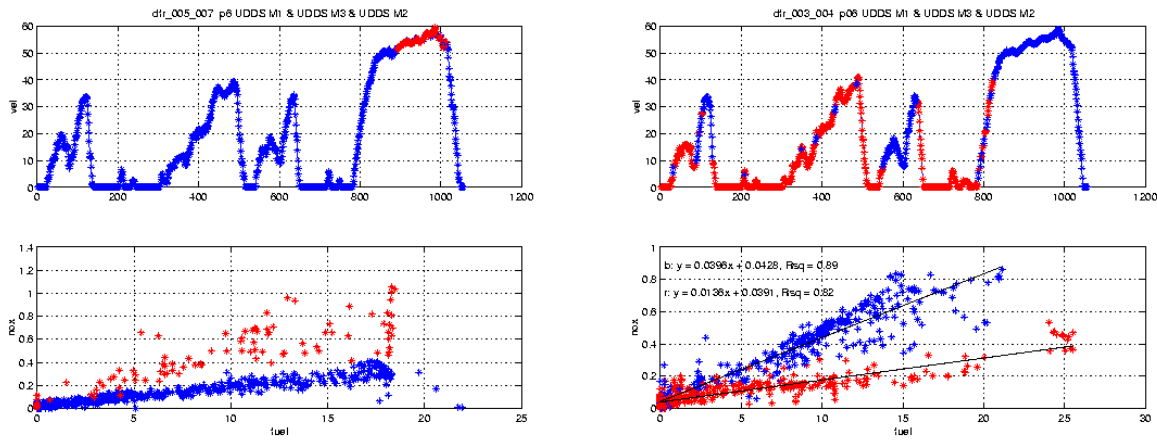 dfr_005_007 p6 UDDS M1 & UDDS M3 & UDDS M2
60
50
40
30
20
10
0
vel
0 200 400 600 800 1000 1200
dfr_003_004 p06 UDDS M1 & UDDS M3 & UDDS M2
60
50
40
30
20
10
0
vel
0 200 400 600 800 1000 1200
1.4
1.2
1
0.8
0.6
0.4
0.2
0
nox
0 5 10 15 20 25
fuel
1
0.8
0.6
0.4
0.2
0
nox
b: y = 0.0396x + 0.0428, Rsq = 0.89
r: y = 0.0136x + 0.0391, Rsq = 0.82
0 5 10 15 20 25 30
fuel